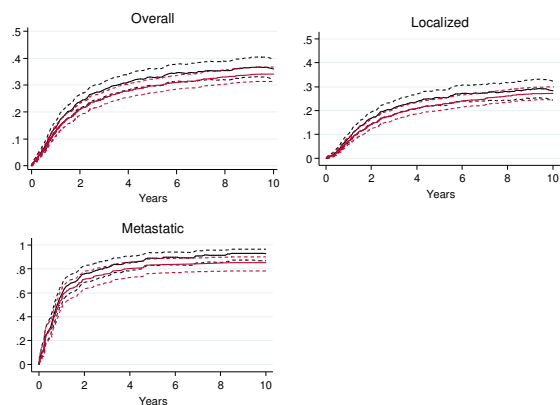 Overall
.5
.4
.3
.2
.1
0
0 2 4 6 8 10
Years
Localized
.5
.4
.3
.2
.1
0
0 2 4 6 8 10
Years
Metastatic
1
.8
.6
.4
.2
0
0 2 4 6 8 10
Years